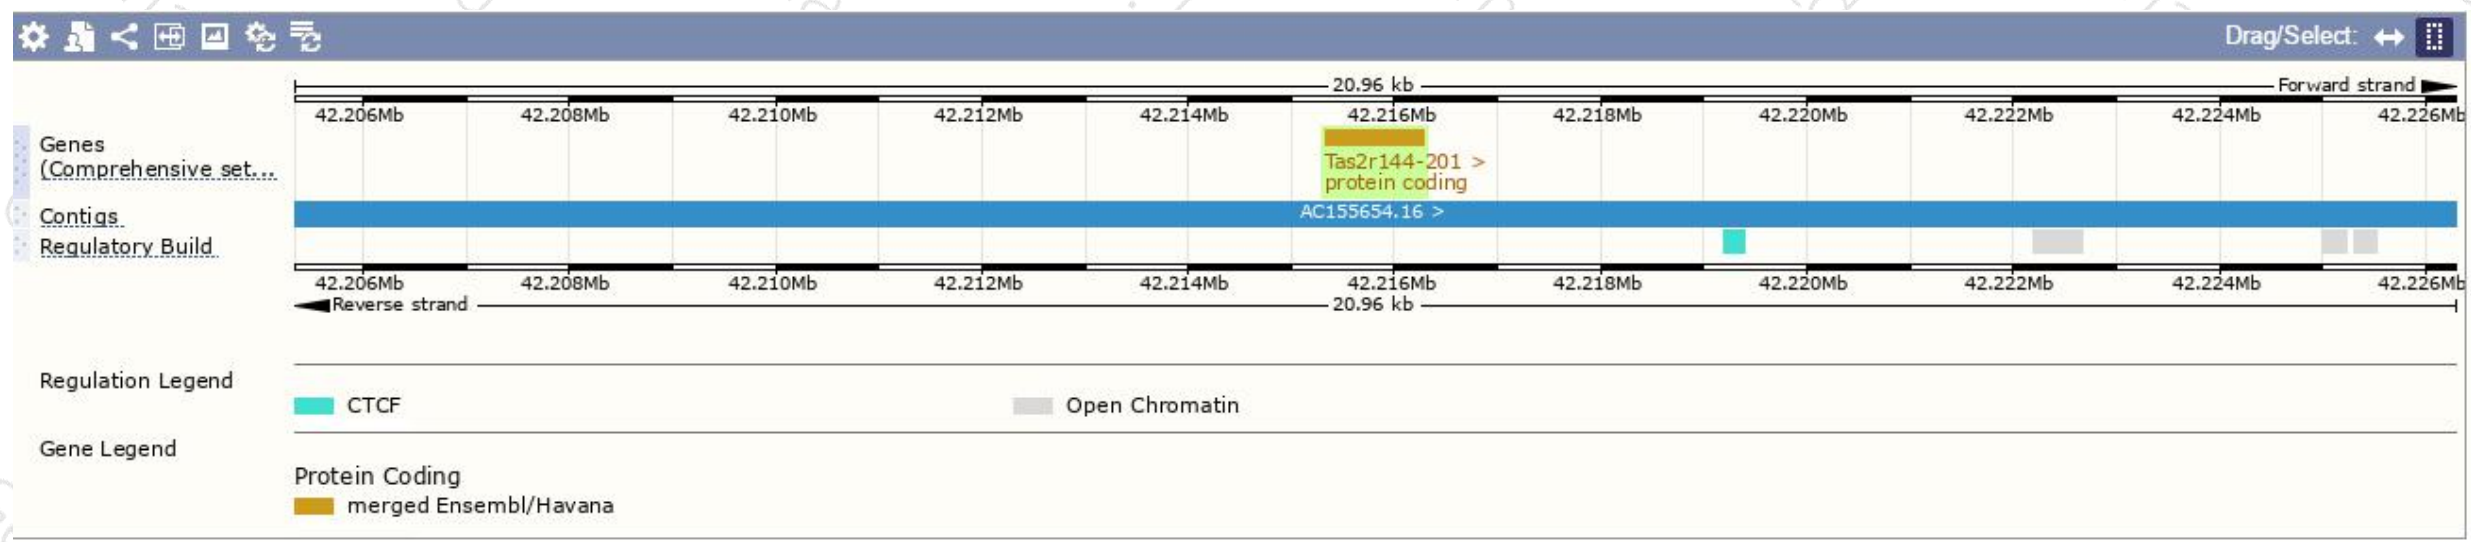 Drag/Select:
20.96 kb
Forward strand
42.206Mb 42.208Mb 42.210Mb 42.212Mb 42.214Mb 42.216Mb 42.218Mb 42.220Mb 42.222Mb 42.224Mb 42.226Mb
Genes
(Comprehensive set...
Tas2r144-201 >
protein coding
Contigs
AC155654.16 >
Regulatory Build
42.206Mb 42.208Mb 42.210Mb 42.212Mb 42.214Mb 42.216Mb 42.218Mb 42.220Mb 42.222Mb 42.224Mb 42.226Mb
Reverse strand
20.96 kb
Regulation Legend
CTCF
Open Chromatin
Gene Legend
Protein Coding
merged Ensembl/Havana